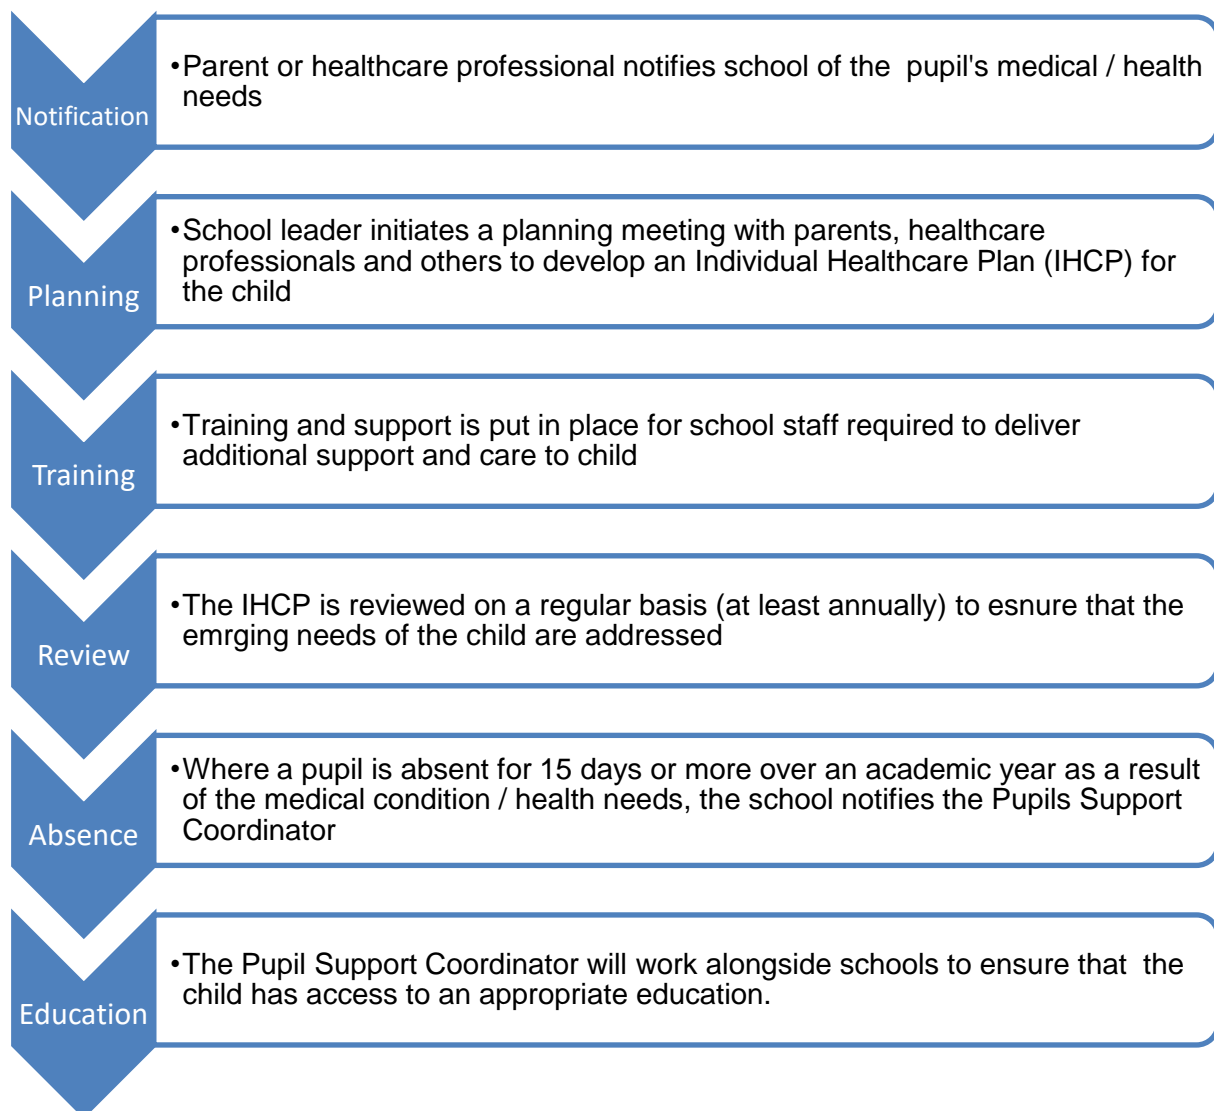 Notification
•Parent or healthcare professional notifies school of the  pupil's medical / health
needs
Planning
•School leader initiates a planning meeting with parents, healthcare
professionals and others to develop an Individual Healthcare Plan (IHCP) for
the child
Training
•Training and support is put in place for school staff required to deliver
additional support and care to child
Review
•The IHCP is reviewed on a regular basis (at least annually) to esnure that the
emrging needs of the child are addressed
Absence
•Where a pupil is absent for 15 days or more over an academic year as a result
of the medical condition / health needs, the school notifies the Pupils Support
Coordinator
Education
•The Pupil Support Coordinator will work alongside schools to ensure that  the
child has access to an appropriate education.